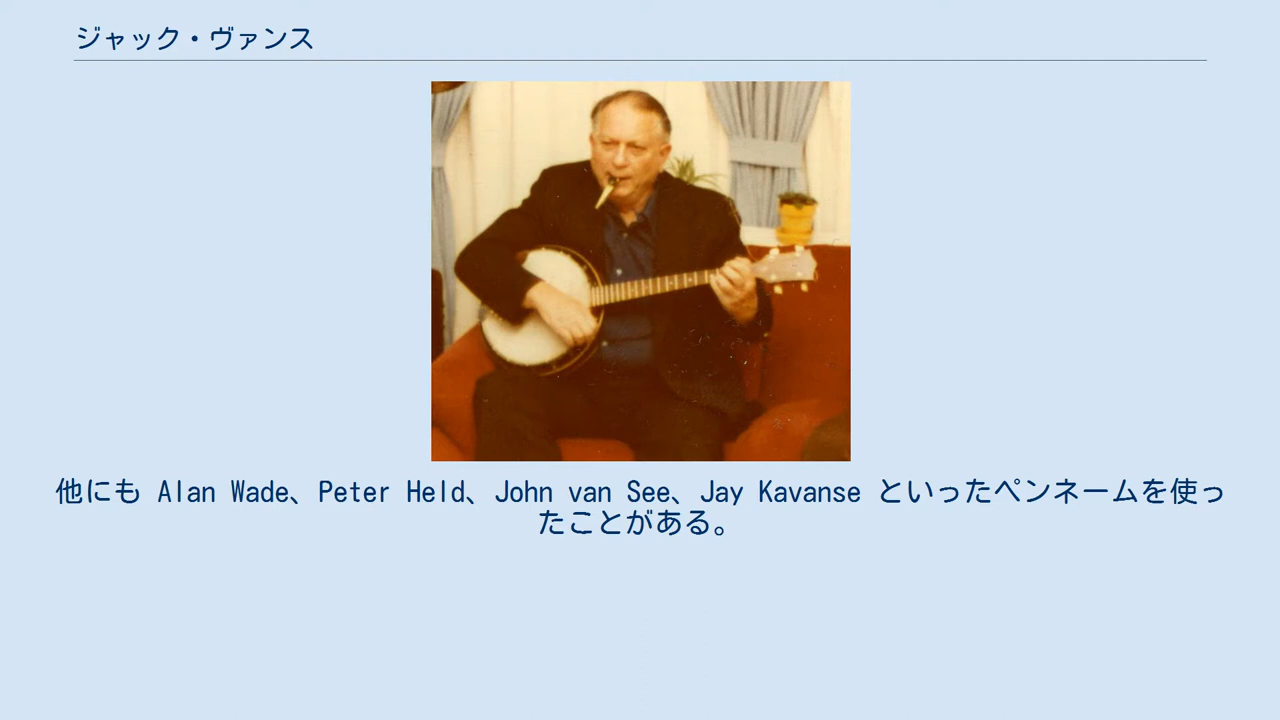 ジャック・ヴァンス
他にも Alan Wade、Peter Held、John van See、Jay Kavanse といったペンネームを使っ
たことがある。